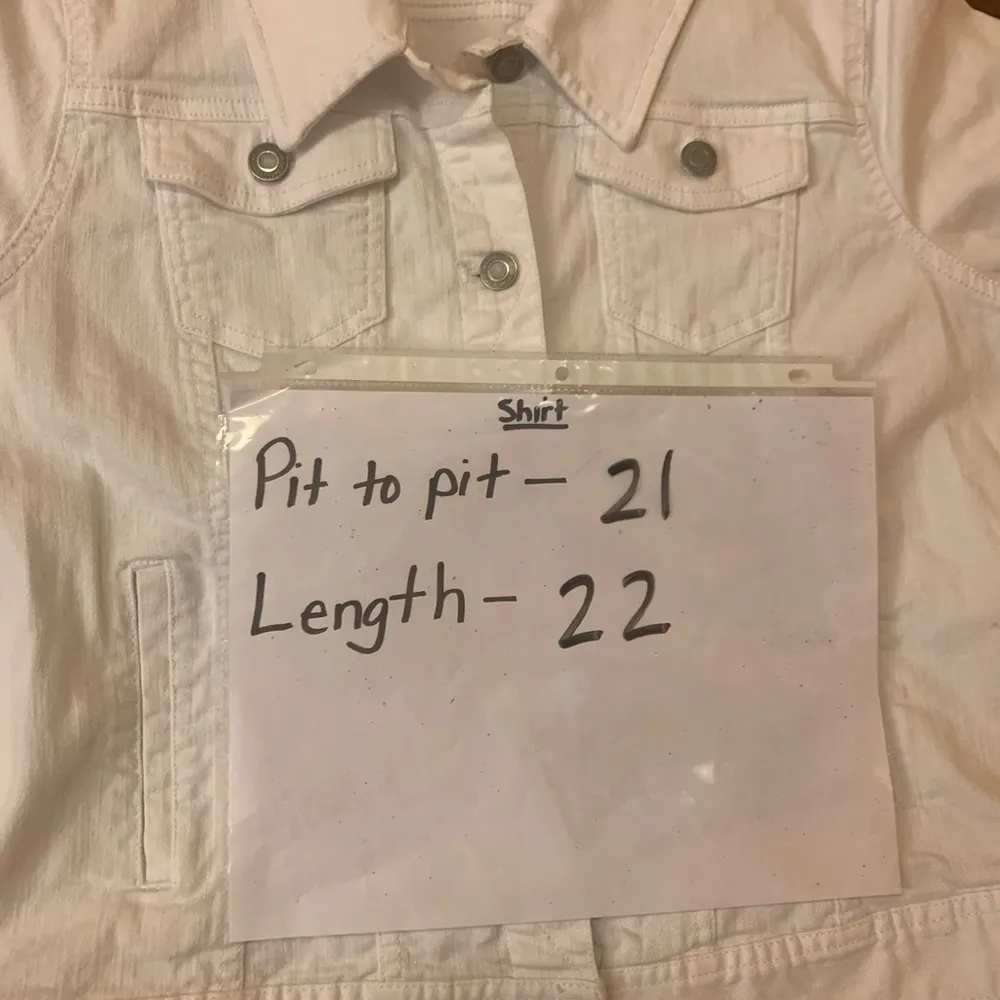 Shirt
Pit to pit – 21
Length – 22